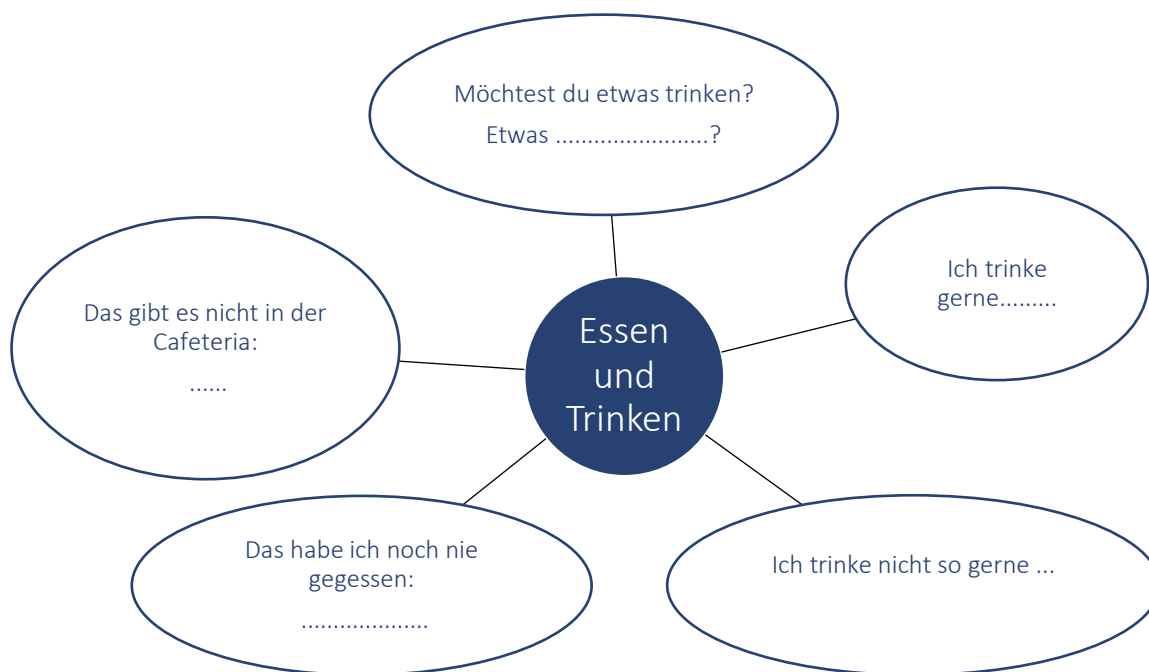 Möchtest du etwas trinken?
Etwas ........................?
Ich trinke
gerne.........
Das gibt es nicht in der
Cafeteria:
......
Essen
und
Trinken
Das habe ich noch nie
gegessen:
....................
Ich trinke nicht so gerne ...